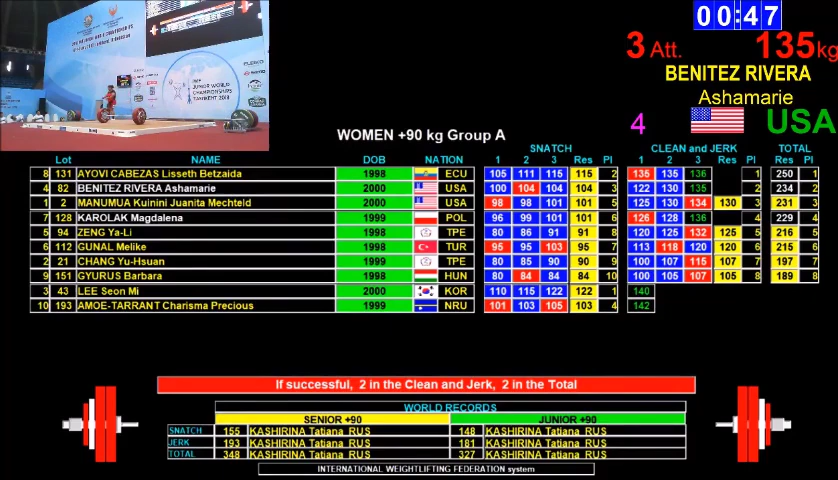 00:47
3 Att. 135kg
BENITEZ RIVERA
Ashamarie
4 USA
JUNIOR WORLD
CHAMPIONSHIPS
TASHKENT 2018
WOMEN +90 kg Group A
SNATCH CLEAN and JERK TOTAL
Lot NAME DOB NATION 1 2 3 Res Pl 1 2 3 Res Pl Res Pl
8 131 AYOVI CABEZAS Lisseth Betzaida 1998 ECU 105 111 115 115 2 135 135 136 1 250 1
4 82 BENITEZ RIVERA Ashamarie 2000 USA 100 104 104 100 6 122 130 135 2 234 2
1 2 MANUMUA Kuinini Juanita Mechteld 2000 USA 98 98 101 101 5 130 130 134 130 3 231 3
7 128 KAROLAK Magdalena 1999 POL 96 99 101 101 3 126 128 136 4 229 4
5 94 ZENG Ya-Li 1999 TPE 80 86 91 91 8 120 125 132 125 5 216 5
6 112 GUNAL Melike 1998 TUR 95 95 103 95 7 113 118 120 120 6 215 6
2 21 CHANG Yu-Hsuan 1999 TPE 80 85 90 90 9 100 107 115 107 7 197 7
9 151 GYURUS Barbara 1998 HUN 80 84 84 84 10 100 105 107 105 8 189 8
3 43 LEE Seon Mi 2000 KOR 110 115 122 122 1 140
10 193 AMOE-TARRANT Charisma Precious 1999 NRU 101 103 105 103 4 142
If successful, 2 in the Clean and Jerk, 2 in the Total
WORLD RECORDS
SENIOR +90 JUNIOR +90
SNATCH 155 KASHIRINA Tatiana RUS 148 KASHIRINA Tatiana RUS
JERK 193 KASHIRINA Tatiana RUS 181 KASHIRINA Tatiana RUS
TOTAL 348 KASHIRINA Tatiana RUS 327 KASHIRINA Tatiana RUS
INTERNATIONAL WEIGHTLIFTING FEDERATION system